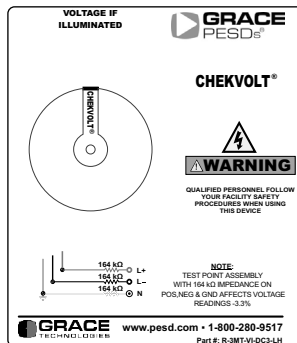 VOLTAGE IF
ILLUMINATED
GRACE
PESDs®
CHEKVOLT®
CHEKVOLT®
WARNING
QUALIFIED PERSONNEL FOLLOW
YOUR FACILITY SAFETY
PROCEDURES WHEN USING
THIS DEVICE
164 kΩ
L+
164 kΩ
L–
164 kΩ
N
NOTE:
TEST POINT ASSEMBLY
WITH 164 kΩ IMPEDANCE ON
POS,NEG & GND AFFECTS VOLTAGE
READINGS -3.3%
GRACE
TECHNOLOGIES
www.pesd.com • 1-800-280-9517
Part #: R-3MT-VI-DC3-LH